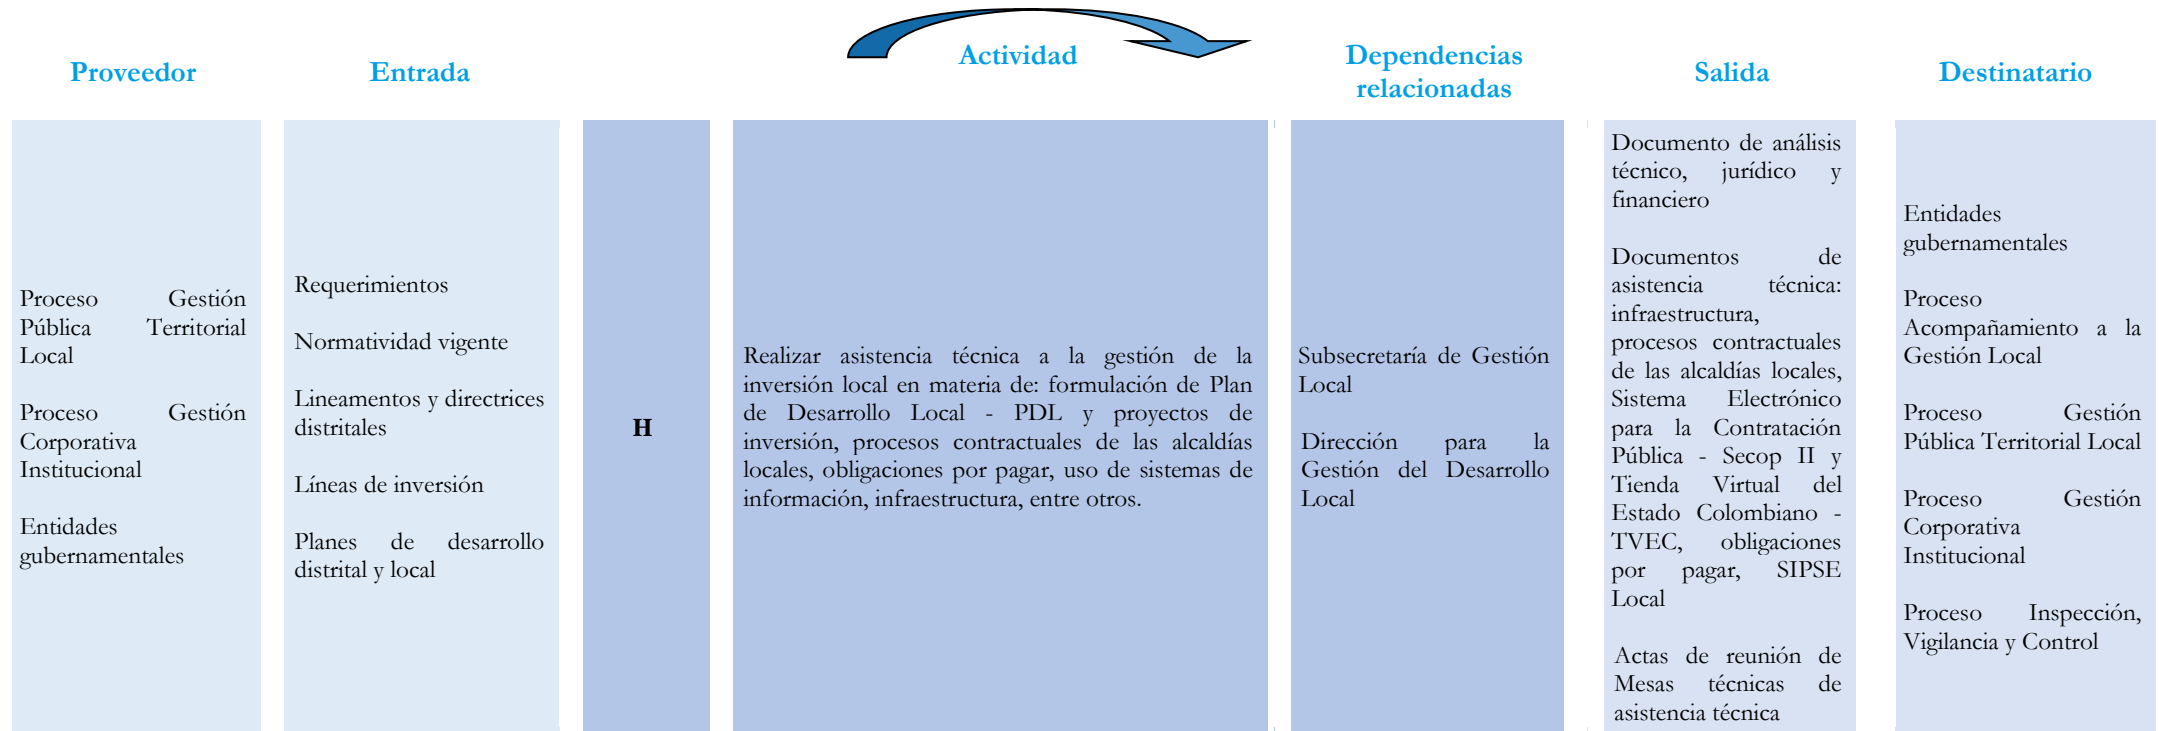 Proveedor
Entrada
Actividad
Dependencias
relacionadas
Salida
Destinatario
Proceso Gestión
Pública Territorial
Local
Proceso Gestión
Corporativa
Institucional
Entidades
gubernamentales
Requerimientos
Normatividad vigente
Lineamentos y directrices
distritales
Líneas de inversión
Planes de desarrollo
distrital y local
H
Realizar asistencia técnica a la gestión de la
inversión local en materia de: formulación de Plan
de Desarrollo Local - PDL y proyectos de
inversión, procesos contractuales de las alcaldías
locales, obligaciones por pagar, uso de sistemas de
información, infraestructura, entre otros.
Subsecretaría de Gestión
Local
Dirección para la
Gestión del Desarrollo
Local
Documento de análisis
técnico, jurídico y
financiero
Documentos de
asistencia técnica:
infraestructura,
procesos contractuales
de las alcaldías locales,
Sistema Electrónico
para la Contratación
Pública - Secop II y
Tienda Virtual del
Estado Colombiano -
TVEC, obligaciones
por pagar, SIPSE
Local
Actas de reunión de
Mesas técnicas de
asistencia técnica
Entidades
gubernamentales
Proceso
Acompañamiento a la
Gestión Local
Proceso Gestión
Pública Territorial Local
Proceso Gestión
Corporativa
Institucional
Proceso Inspección,
Vigilancia y Control